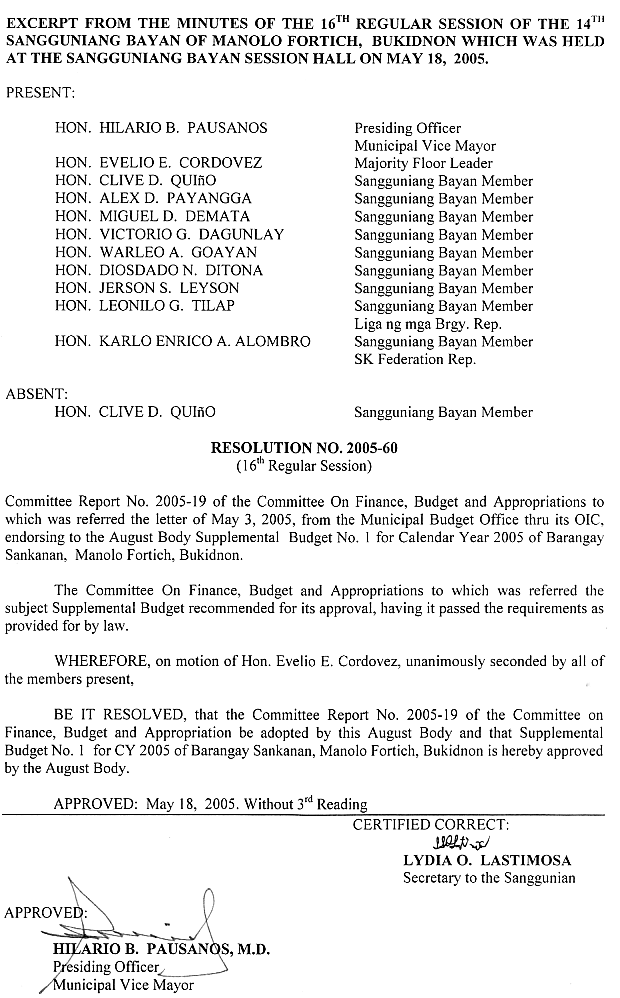 EXCERPT FROM THE MINUTES OF THE 16TH REGULAR SESSION OF THE 14TH
SANGGUNIANG BAYAN OF MANOLO FORTICH, BUKIDNON WHICH WAS HELD
AT THE SANGGUNIANG BAYAN SESSION HALL ON MAY 18, 2005.
PRESENT:
HON. HILARIO B. PAUSANOS Presiding Officer
Municipal Vice Mayor
HON. EVELIO E. CORDOVEZ Majority Floor Leader
HON. CLIVE D. QUIñO Sangguniang Bayan Member
HON. ALEX D. PAYANGGA Sangguniang Bayan Member
HON. MIGUEL D. DEMATA Sangguniang Bayan Member
HON. VICTORIO G. DAGUNLAY Sangguniang Bayan Member
HON. WARLEO A. GOAYAN Sangguniang Bayan Member
HON. DIOSDADO N. DITONA Sangguniang Bayan Member
HON. JERSON S. LEYSON Sangguniang Bayan Member
HON. LEONILO G. TILAP Sangguniang Bayan Member
Liga ng mga Brgy. Rep.
HON. KARLO ENRICO A. ALOMBRO Sangguniang Bayan Member
SK Federation Rep.
ABSENT:
HON. CLIVE D. QUIñO Sangguniang Bayan Member
RESOLUTION NO. 2005-60
(16th Regular Session)
Committee Report No. 2005-19 of the Committee On Finance, Budget and Appropriations to
which was referred the letter of May 3, 2005, from the Municipal Budget Office thru its OIC,
endorsing to the August Body Supplemental Budget No. 1 for Calendar Year 2005 of Barangay
Sankanan, Manolo Fortich, Bukidnon.
The Committee On Finance, Budget and Appropriations to which was referred the
subject Supplemental Budget recommended for its approval, having it passed the requirements as
provided for by law.
WHEREFORE, on motion of Hon. Evelio E. Cordovez, unanimously seconded by all of
the members present,
BE IT RESOLVED, that the Committee Report No. 2005-19 of the Committee on
Finance, Budget and Appropriation be adopted by this August Body and that Supplemental
Budget No. 1 for CY 2005 of Barangay Sankanan, Manolo Fortich, Bukidnon is hereby approved
by the August Body.
APPROVED: May 18, 2005. Without 3rd Reading
CERTIFIED CORRECT:
LYDIA O. LASTIMOSA
Secretary to the Sanggunian
APPROVED:
HILARIO B. PAUSANOS, M.D.
Presiding Officer
Municipal Vice Mayor